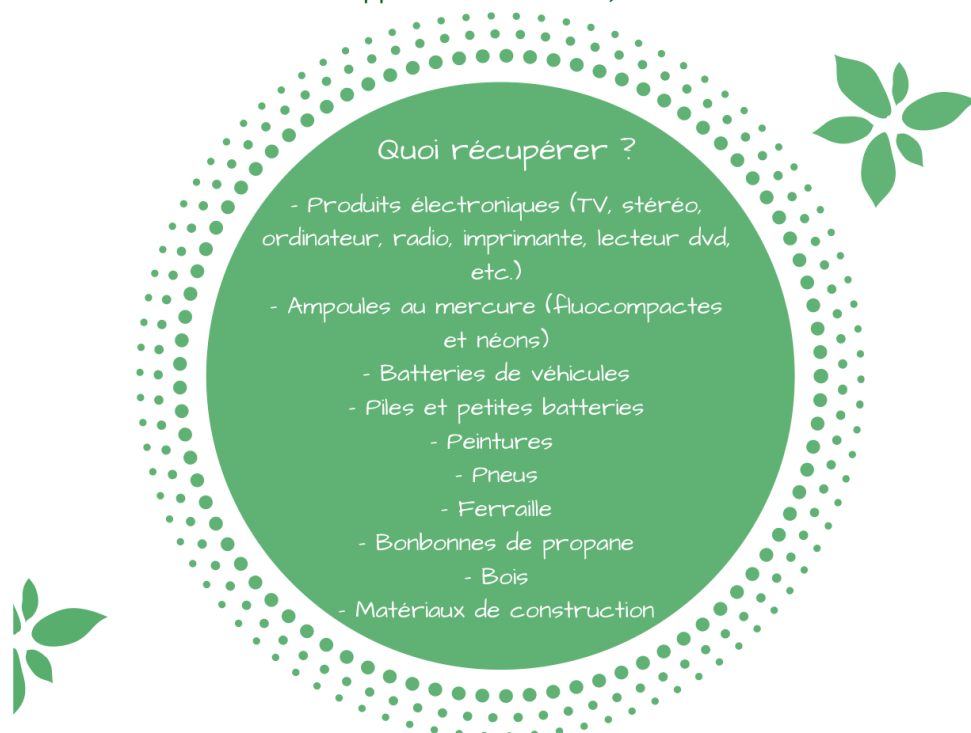 Quoi récupérer ?
- Produits électroniques (TV, stéréo,
ordinateur, radio, imprimante, lecteur dvd,
etc.)
- Ampoules au mercure (fluocompactes
et néons)
- Batteries de véhicules
- Piles et petites batteries
- Peintures
- Pneus
- Ferraille
- Bonbonnes de propane
- Bois
- Matériaux de construction